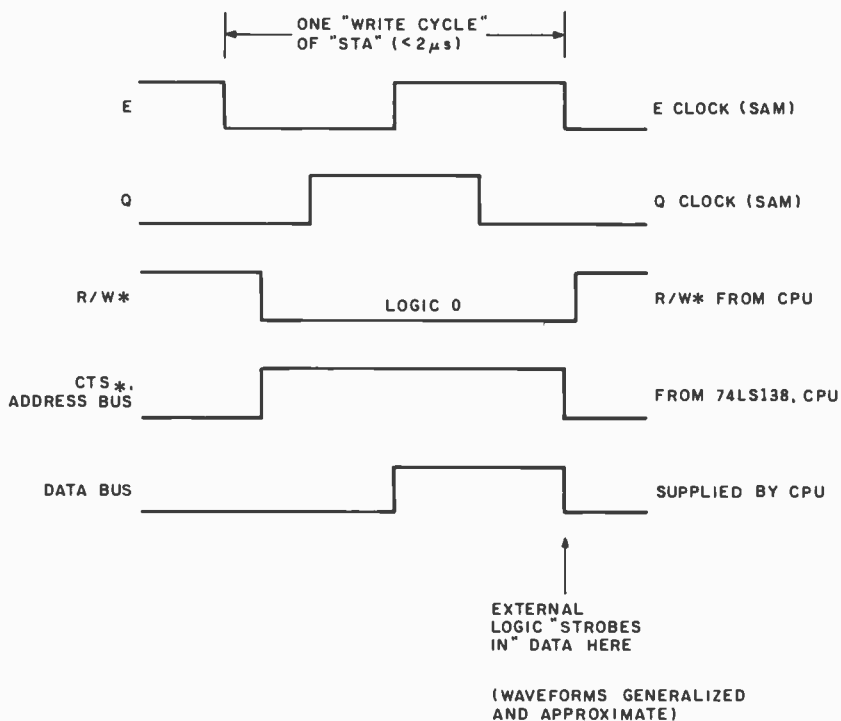 ONE "WRITE CYCLE"
OF "STA" (<2μs)
E
E CLOCK (SAM)
Q
Q CLOCK (SAM)
R/W*
LOGIC 0
R/W* FROM CPU
CTS*,
ADDRESS BUS
FROM 74LS138, CPU
DATA BUS
SUPPLIED BY CPU
EXTERNAL
LOGIC "STROBES
IN" DATA HERE
(WAVEFORMS GENERALIZED
AND APPROXIMATE)